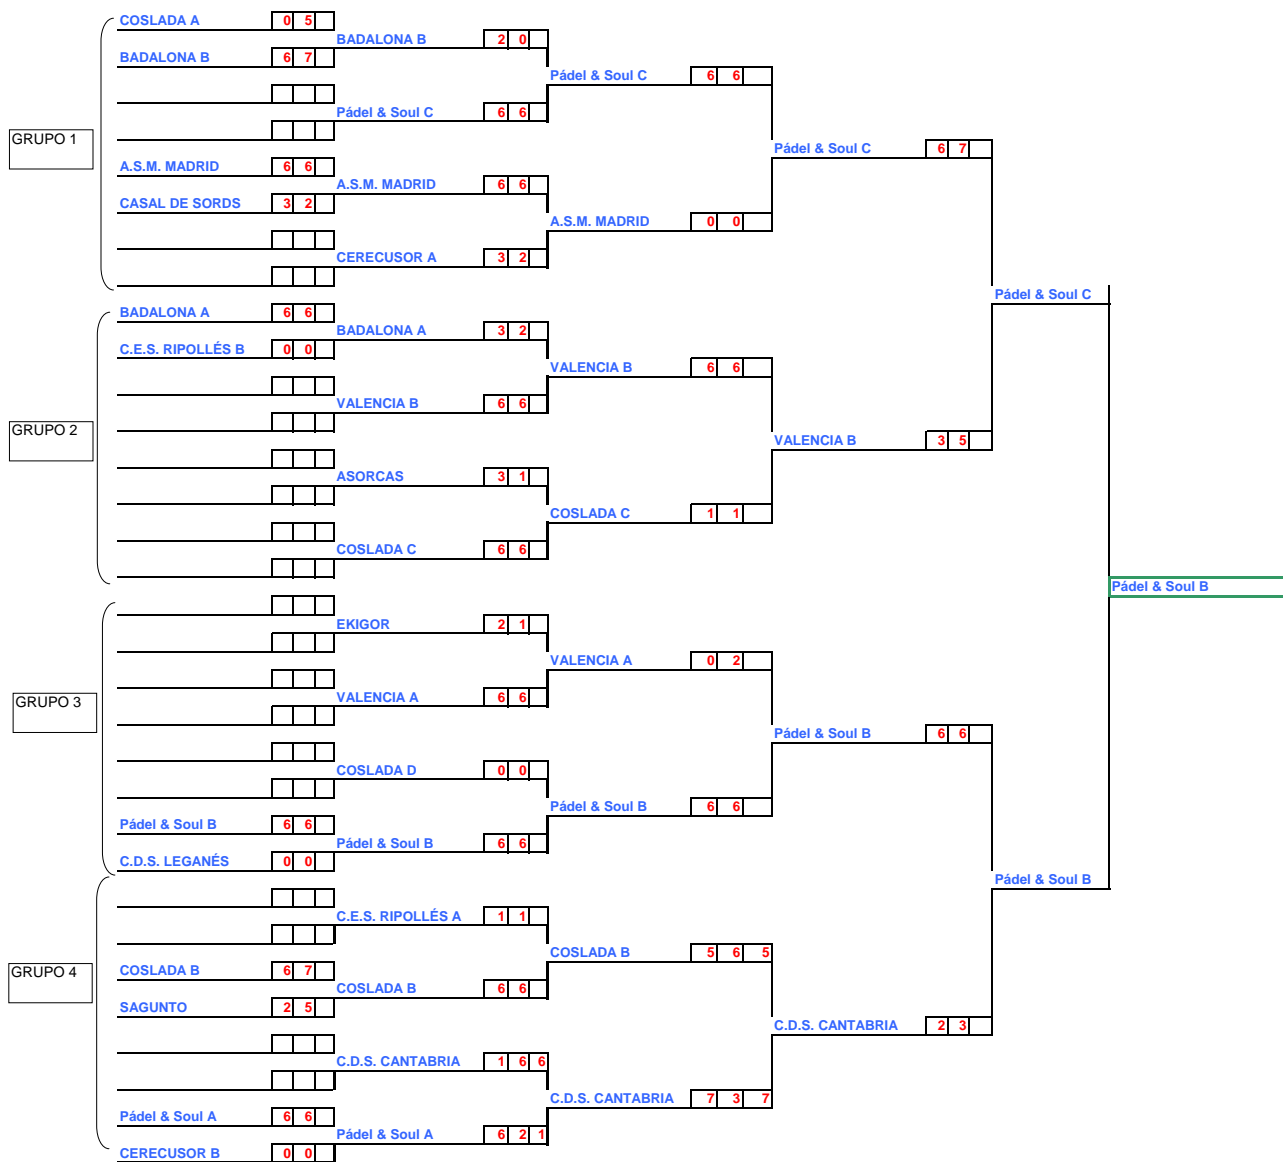 COSLADA A 0 5
BADALONA B 2 0
BADALONA B 6 7
Pádel & Soul C 6 6
Pádel & Soul C 6 6
GRUPO 1
Pádel & Soul C 6 7
A.S.M. MADRID 6 6
A.S.M. MADRID 6 6
CASAL DE SORDS 3 2
A.S.M. MADRID 0 0
CERECUSOR A 3 2
Pádel & Soul C
BADALONA A 6 6
BADALONA A 3 2
C.E.S. RIPOLLÉS B 0 0
VALENCIA B 6 6
VALENCIA B 6 6
GRUPO 2
VALENCIA B 3 5
ASORCAS 3 1
COSLADA C 1 1
COSLADA C 6 6
Pádel & Soul B
EKIGOR 2 1
VALENCIA A 0 2
VALENCIA A 6 6
GRUPO 3
Pádel & Soul B 6 6
COSLADA D 0 0
Pádel & Soul B 6 6
Pádel & Soul B 6 6
Pádel & Soul B 6 6
C.D.S. LEGANÉS 0 0
Pádel & Soul B
C.E.S. RIPOLLÉS A 1 1
COSLADA B 5 6 5
GRUPO 4
COSLADA B 6 7
COSLADA B 6 6
SAGUNTO 2 5
C.D.S. CANTABRIA 2 3
C.D.S. CANTABRIA 1 6 6
C.D.S. CANTABRIA 7 3 7
Pádel & Soul A 6 6
Pádel & Soul A 6 2 1
CERECUSOR B 0 0